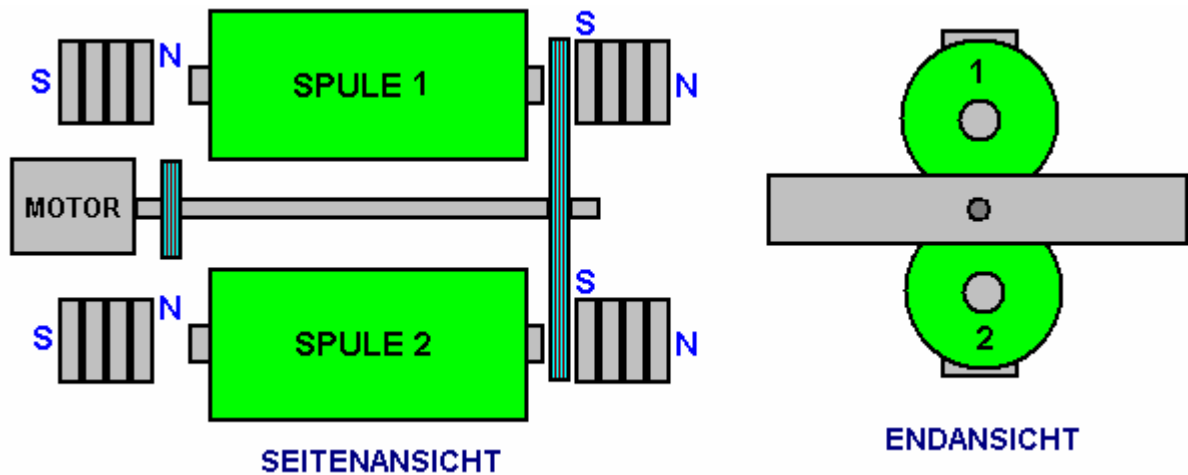 S
N
SPULE 1
S
N
MOTOR
S
N
SPULE 2
S
N
SEITENANSICHT
1
2
ENDANSICHT